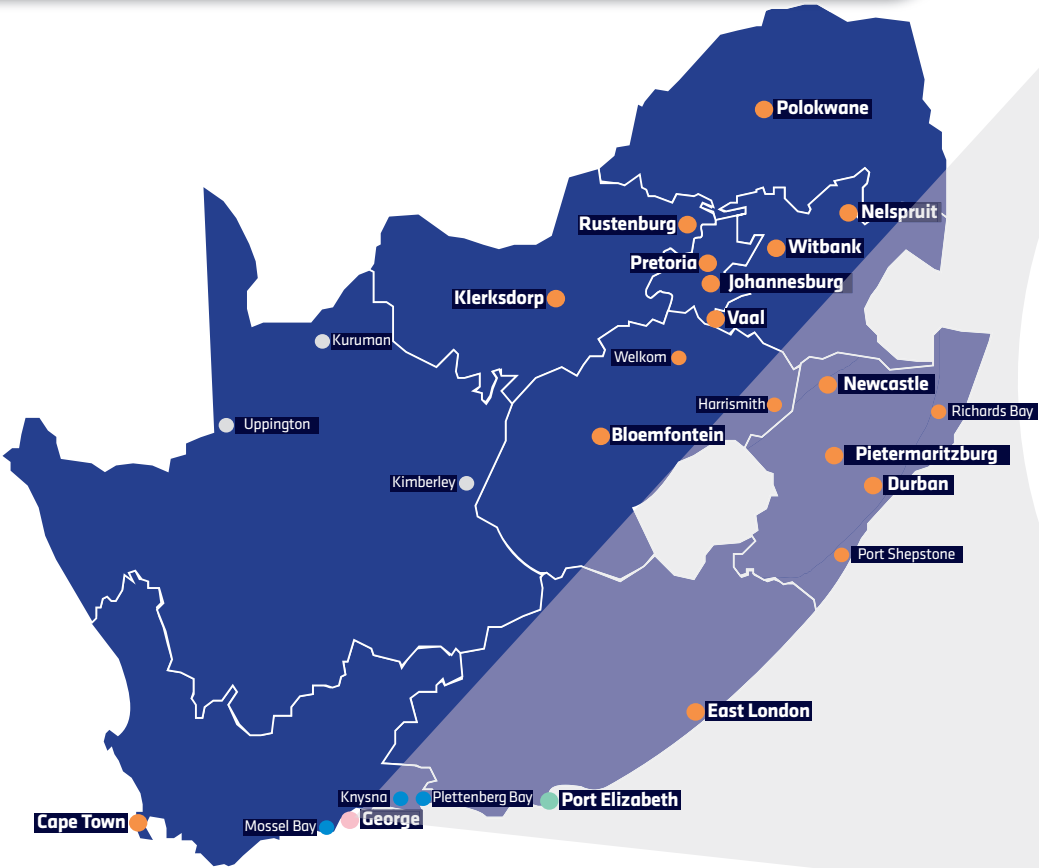 Polokwane
Nelspruit
Rustenburg
Witbank
Pretoria
Johannesburg
Klerksdorp
Vaal
Kuruman
Welkom
Newcastle
Harrismith
Richards Bay
Uppington
Bloemfontein
Pietermaritzburg
Kimberley
Durban
Port Shepstone
East London
Knysna
Plettenberg Bay
Port Elizabeth
Cape Town
Mossel Bay
George